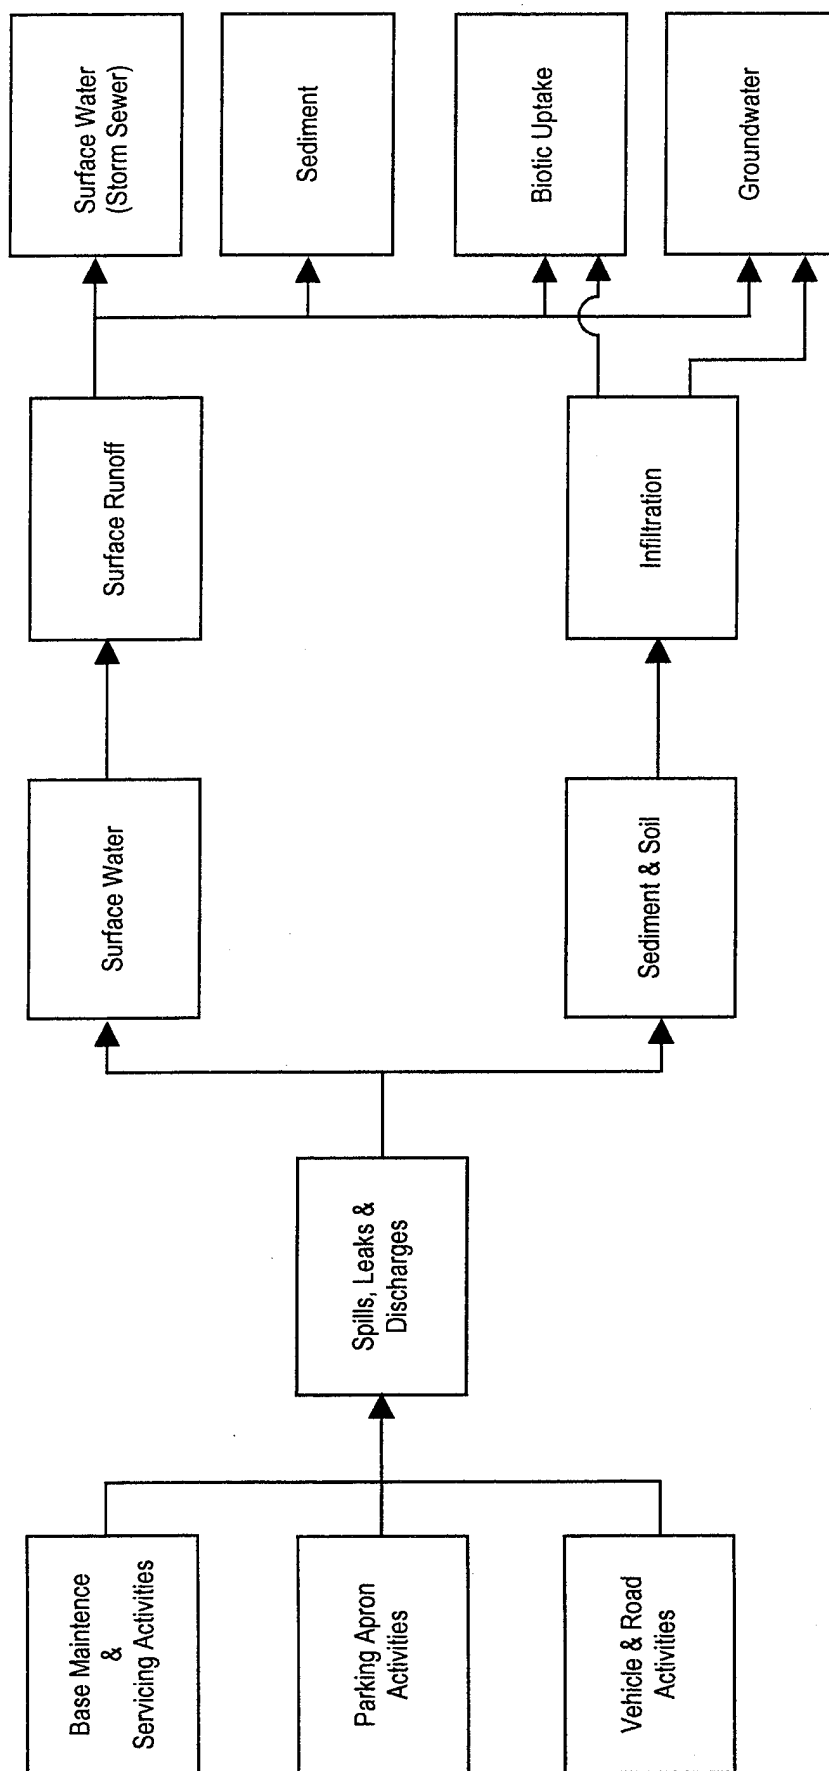 Base Maintence
&
Servicing Activities
Parking Apron
Activities
Vehicle & Road
Activities
Spills, Leaks &
Discharges
Surface Water
Sediment & Soil
Surface Runoff
Infiltration
Surface Water
(Storm Sewer)
Sediment
Biotic Uptake
Groundwater